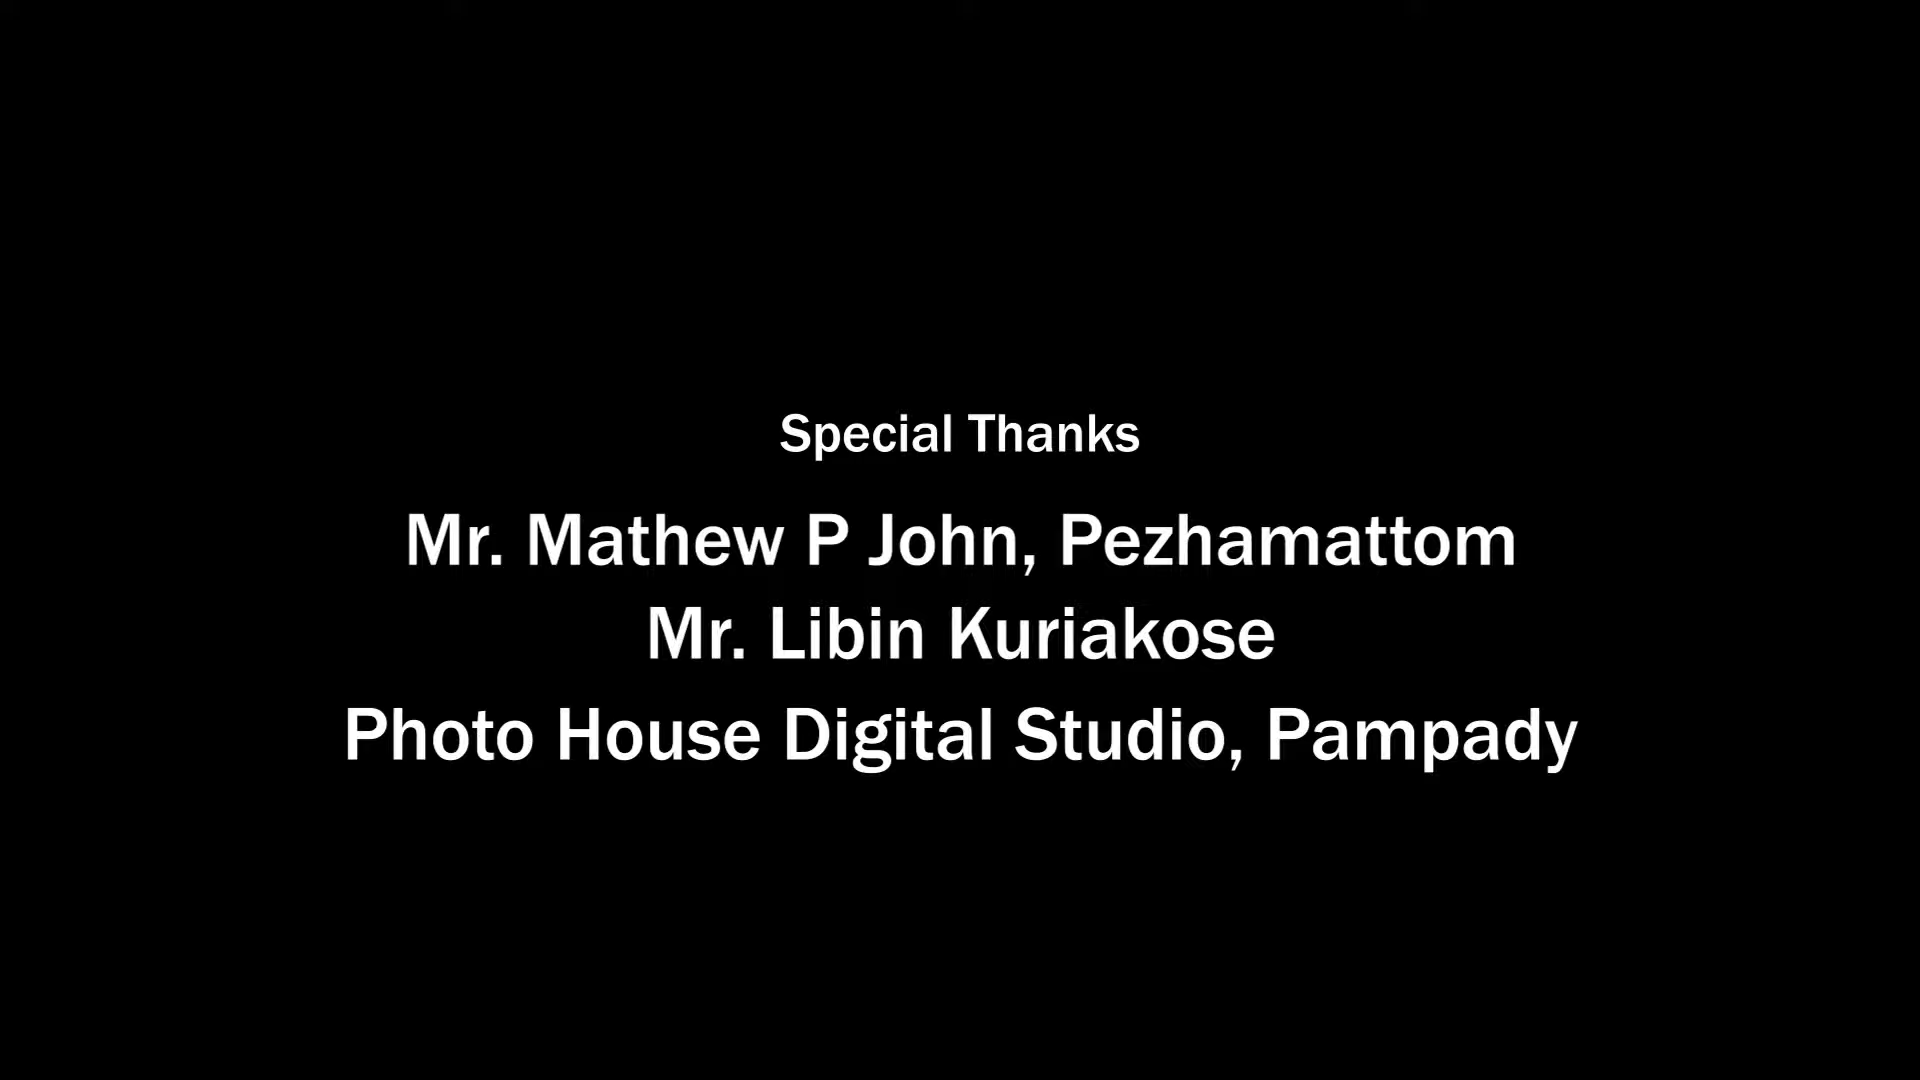 Special Thanks
Mr. Mathew P John, Pezhamattom
Mr. Libin Kuriakose
Photo House Digital Studio, Pampady